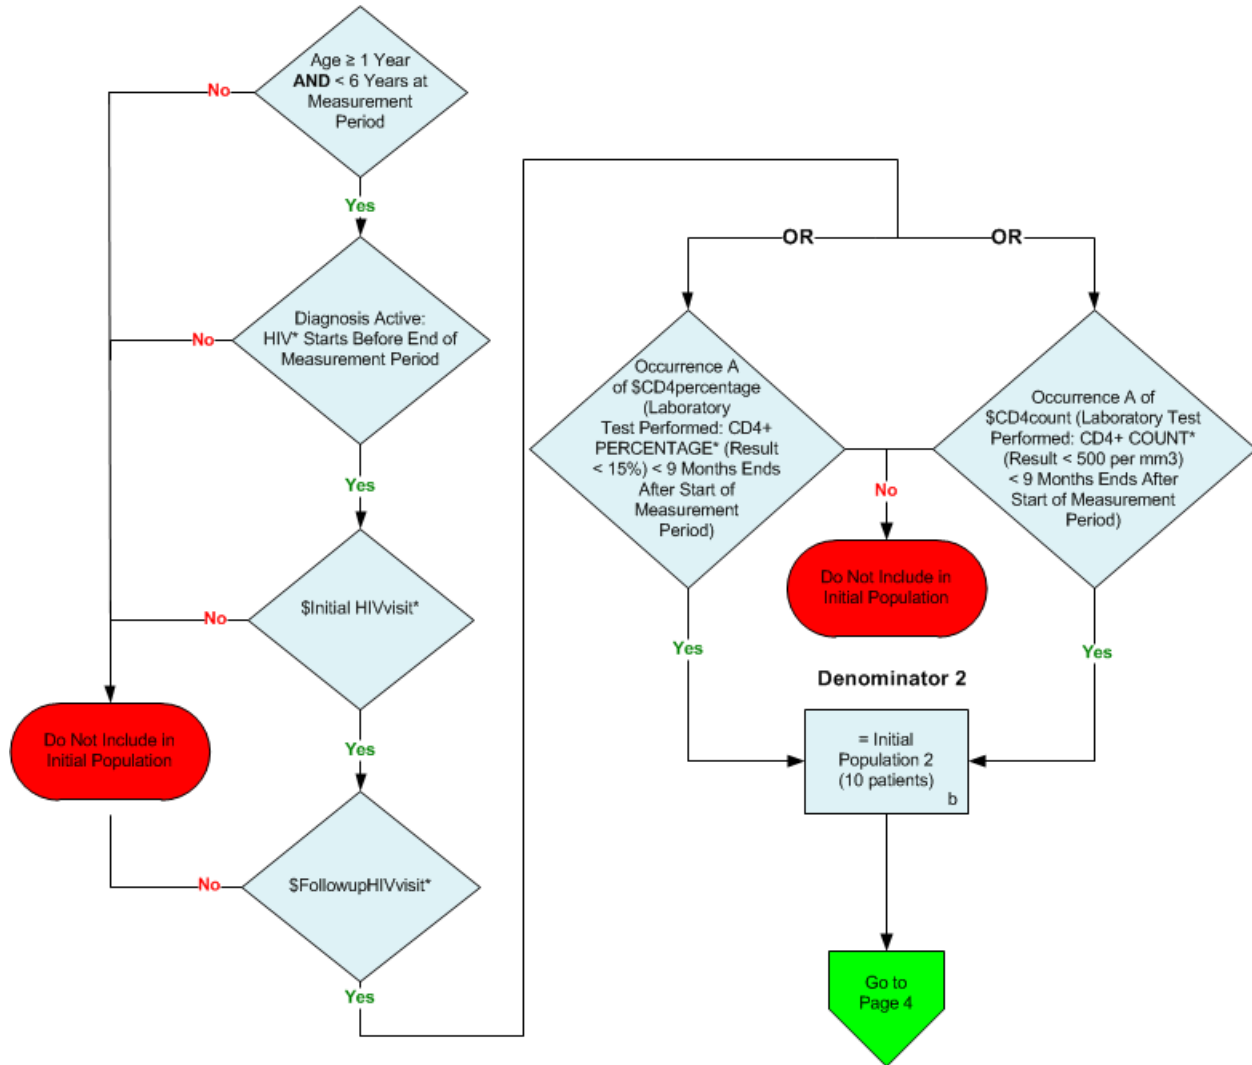 Age ≥ 1 Year
AND < 6 Years at
Measurement
Period
No
Yes
Diagnosis Active:
HIV* Starts Before End of
Measurement Period
No
Yes
$Initial HIVvisit*
No
Yes
Do Not Include in
Initial Population
$FollowupHIVvisit*
No
Yes
OR
OR
Occurrence A
of $CD4percentage
(Laboratory
Test Performed: CD4+
PERCENTAGE* (Result
< 15%) < 9 Months Ends
After Start of
Measurement
Period)
Occurrence A of
$CD4count (Laboratory Test
Performed: CD4+ COUNT*
(Result < 500 per mm3)
< 9 Months Ends After
Start of Measurement
Period)
No
Do Not Include in
Initial Population
Yes
Yes
Denominator 2
= Initial
Population 2
(10 patients)
b
Go to
Page 4